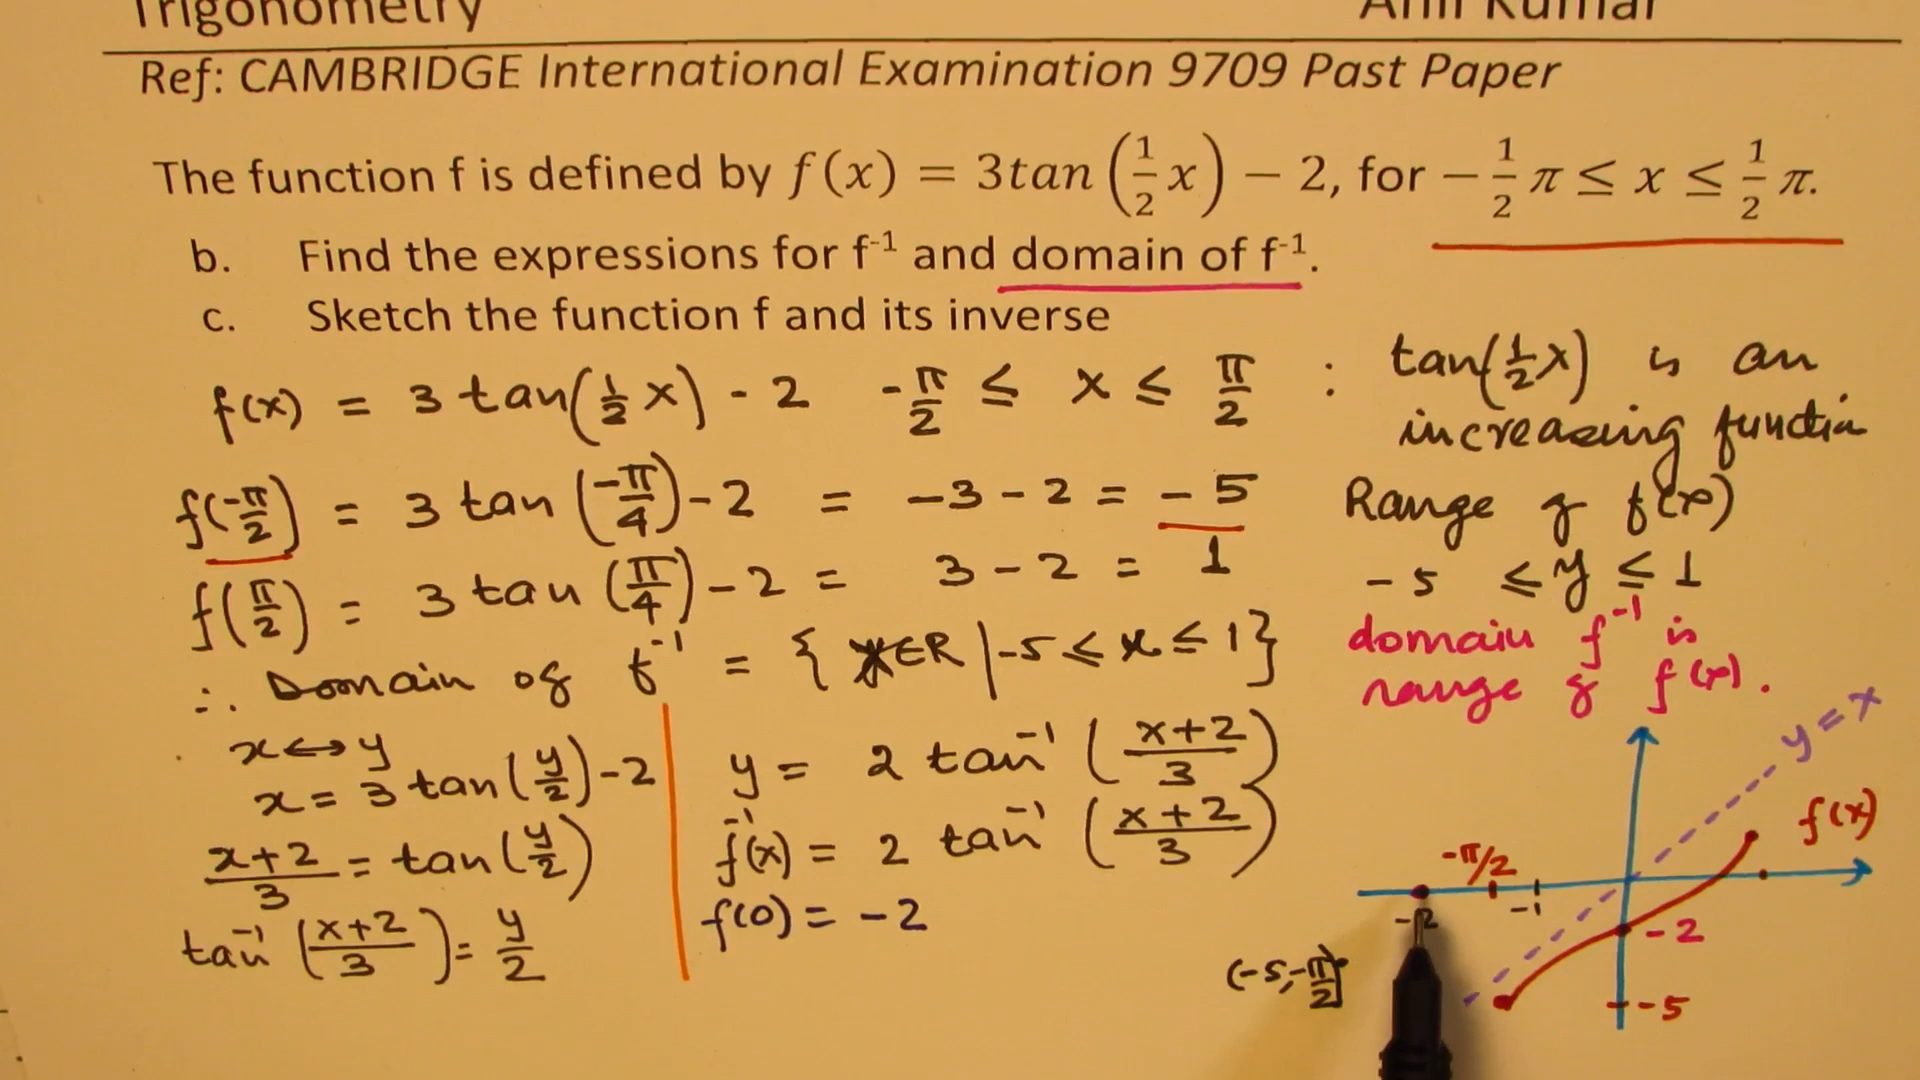 Trigonometry Anil Kumar
Ref: CAMBRIDGE International Examination 9709 Past Paper
The function f is defined by f(x) = 3tan(1/2 x) − 2, for −1/2 π ≤ x ≤ 1/2 π.
b. Find the expressions for f⁻¹ and domain of f⁻¹.
c. Sketch the function f and its inverse
f(x) = 3 tan(1/2 x) - 2 -π/2 ≤ x ≤ π/2 : tan(1/2 x) is an
increasing function
f(-π/2) = 3 tan(-π/4) - 2 = -3 - 2 = -5
Range of f(x)
f(π/2) = 3 tan(π/4) - 2 = 3 - 2 = 1
-5 ≤ y ≤ 1
∴ Domain of f⁻¹ = { x∈R | -5 ≤ x ≤ 1 }
domain f⁻¹ is
range of f(x).
x ↔ y
x = 3 tan(y/2) - 2
(x+2)/3 = tan(y/2)
tan⁻¹((x+2)/3) = y/2
y = 2 tan⁻¹((x+2)/3)
f⁻¹(x) = 2 tan⁻¹((x+2)/3)
f(0) = -2
y = x
f(x)
-π/2
-1
-2
-2
(-5, -π/2)
-5